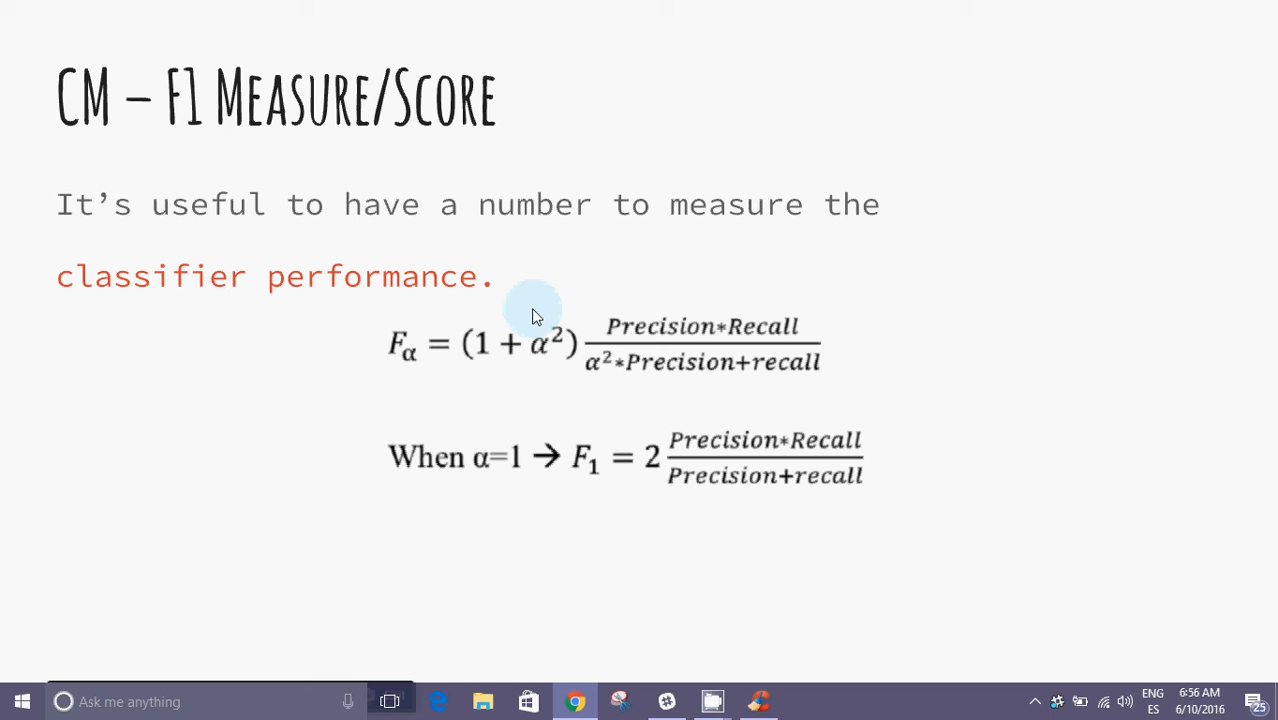 CM – F1 Measure/Score
It's useful to have a number to measure the
classifier performance.
Fα = (1 + α²) Precision*Recall / α²*Precision+recall
When α=1 → F₁ = 2 Precision*Recall / Precision+recall
Ask me anything
ENG
ES
6:56 AM
6/10/2016
25